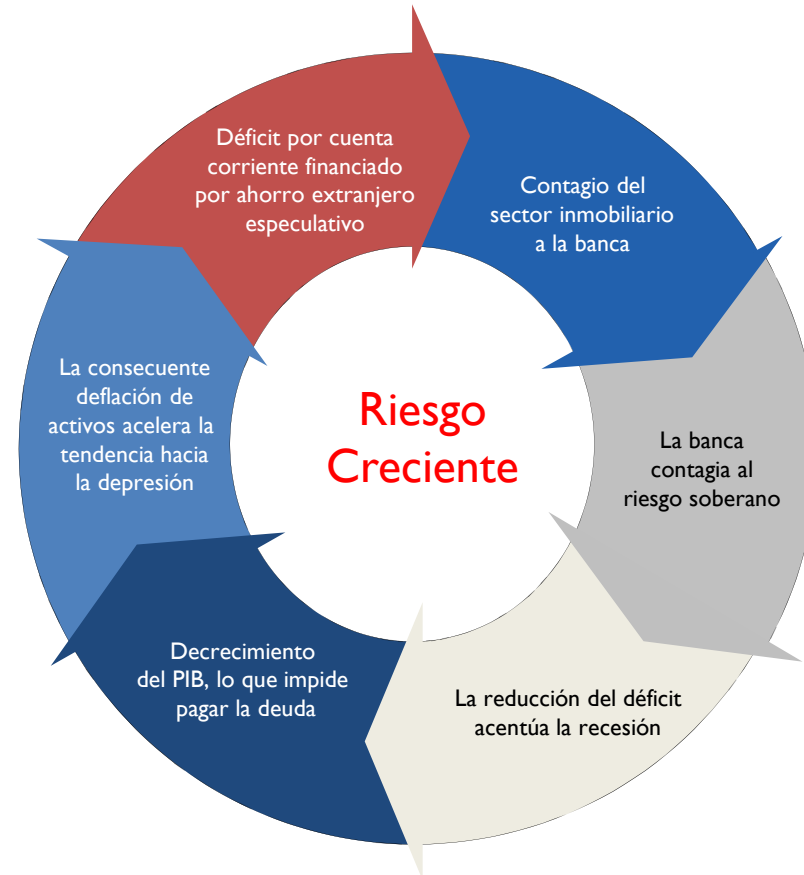 Déficit por cuenta
corriente financiado
por ahorro extranjero
especulativo
Contagio del
sector inmobiliario
a la banca
La banca
contagia al
riesgo soberano
La reducción del déficit
acentúa la recesión
Decrecimiento
del PIB, lo que impide
pagar la deuda
La consecuente
deflación de
activos acelera la
tendencia hacia
la depresión
Riesgo
Creciente